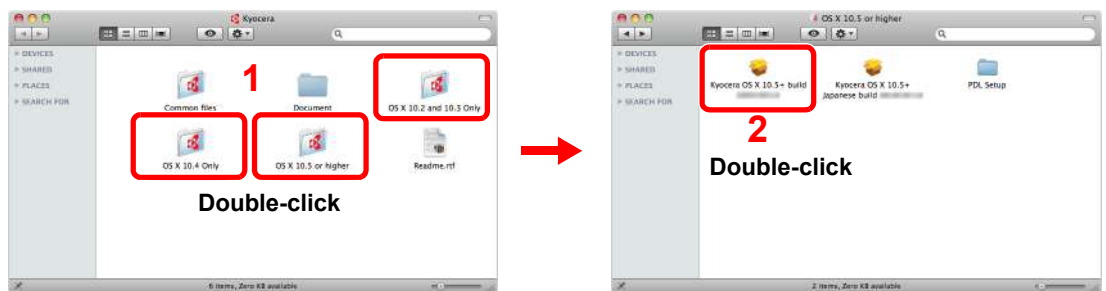 Kyocera
DEVICES
SHARED
PLACES
SEARCH FOR
1
Common files
Document
OS X 10.2 and 10.3 Only
OS X 10.4 Only
OS X 10.5 or higher
Readme.rtf
Double-click
6 items, Zero KB available
OS X 10.5 or higher
DEVICES
SHARED
PLACES
SEARCH FOR
Kyocera OS X 10.5+ build
Kyocera OS X 10.5+
Japanese build
PDL Setup
2
Double-click
2 items, Zero KB available